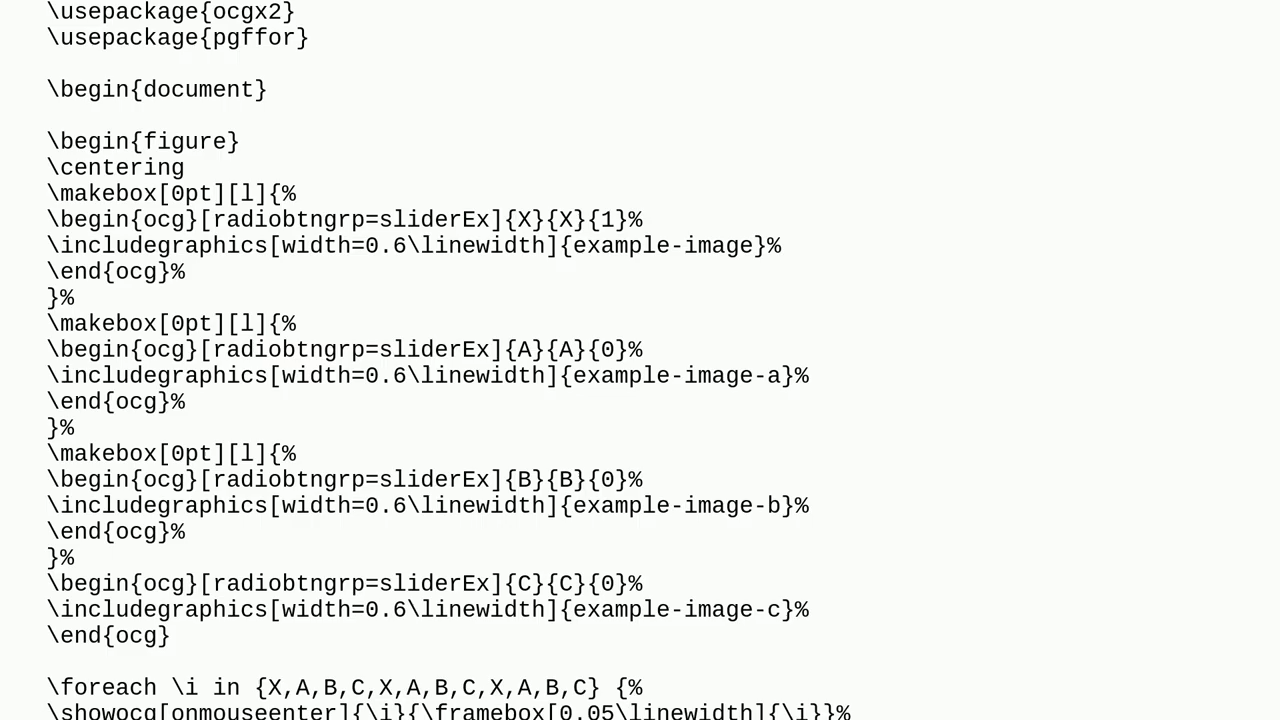 \usepackage{ocgx2}
\usepackage{pgffor}
\begin{document}
\begin{figure}
\centering
\makebox[0pt][l]{%
\begin{ocg}[radiobtngrp=sliderEx]{X}{X}{1}%
\includegraphics[width=0.6\linewidth]{example-image}%
\end{ocg}%
}%
\makebox[0pt][l]{%
\begin{ocg}[radiobtngrp=sliderEx]{A}{A}{0}%
\includegraphics[width=0.6\linewidth]{example-image-a}%
\end{ocg}%
}%
\makebox[0pt][l]{%
\begin{ocg}[radiobtngrp=sliderEx]{B}{B}{0}%
\includegraphics[width=0.6\linewidth]{example-image-b}%
\end{ocg}%
}%
\begin{ocg}[radiobtngrp=sliderEx]{C}{C}{0}%
\includegraphics[width=0.6\linewidth]{example-image-c}%
\end{ocg}
\foreach \i in {X,A,B,C,X,A,B,C,X,A,B,C} {%
\showocg[onmouseenter]{\i}{\framebox[0.05\linewidth]{\i}}%